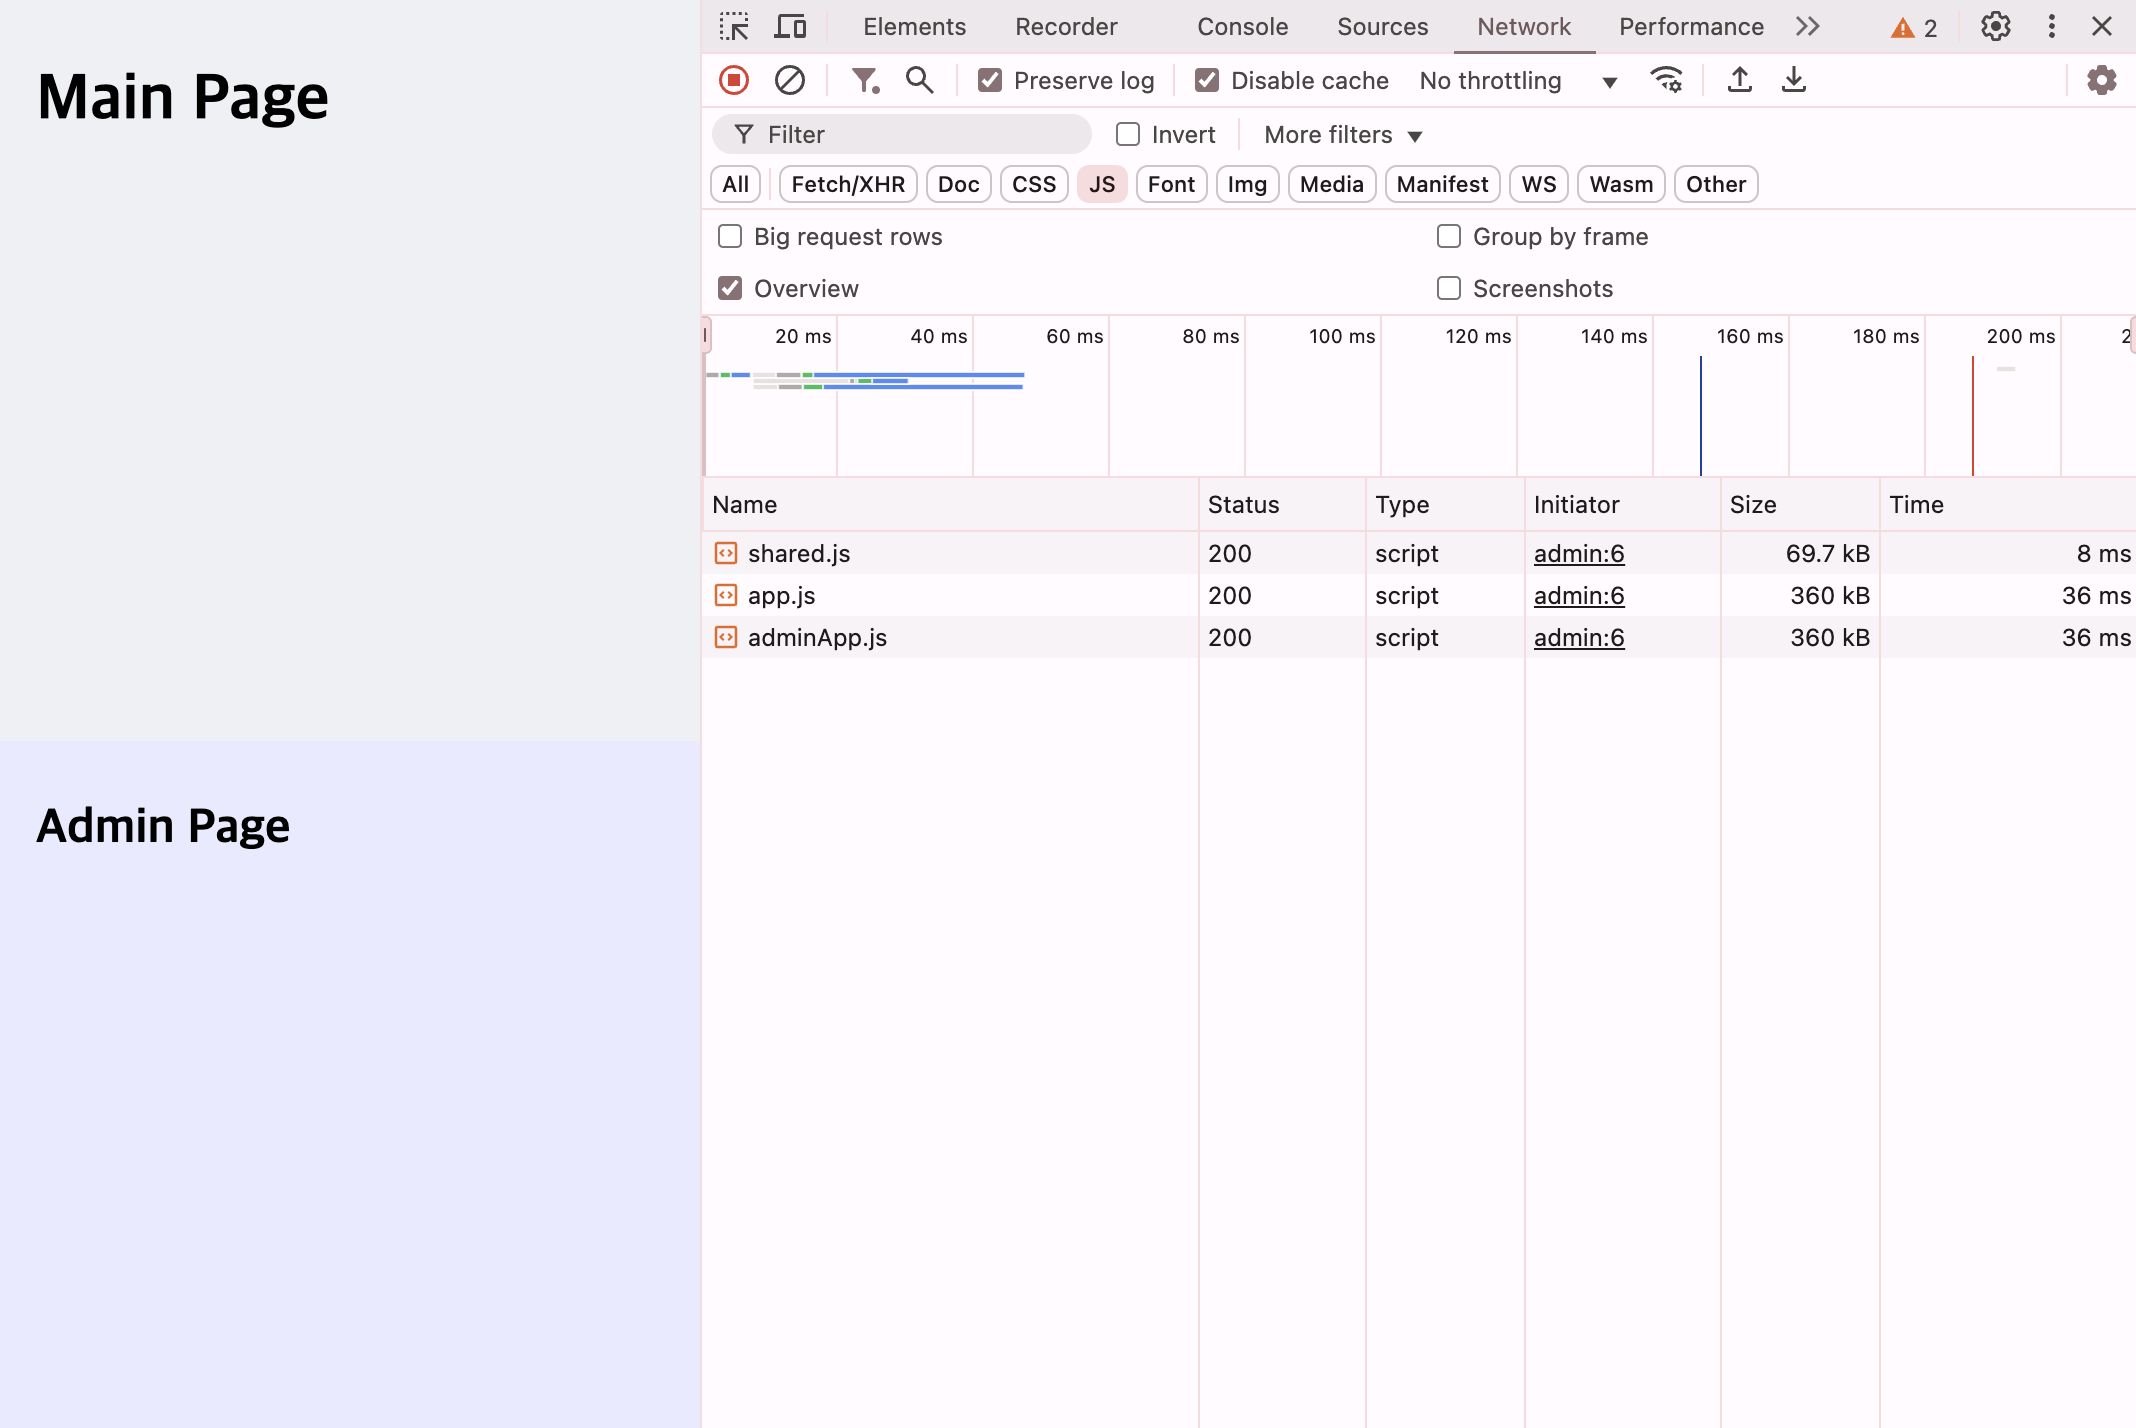 Main Page
Admin Page
Elements Recorder Console Sources Network Performance 2
Preserve log Disable cache No throttling
Filter Invert More filters
All Fetch/XHR Doc CSS JS Font Img Media Manifest WS Wasm Other
Big request rows Group by frame
Overview Screenshots
20 ms 40 ms 60 ms 80 ms 100 ms 120 ms 140 ms 160 ms 180 ms 200 ms 2
Name Status Type Initiator Size Time
shared.js 200 script admin:6 69.7 kB 8 ms
app.js 200 script admin:6 360 kB 36 ms
adminApp.js 200 script admin:6 360 kB 36 ms